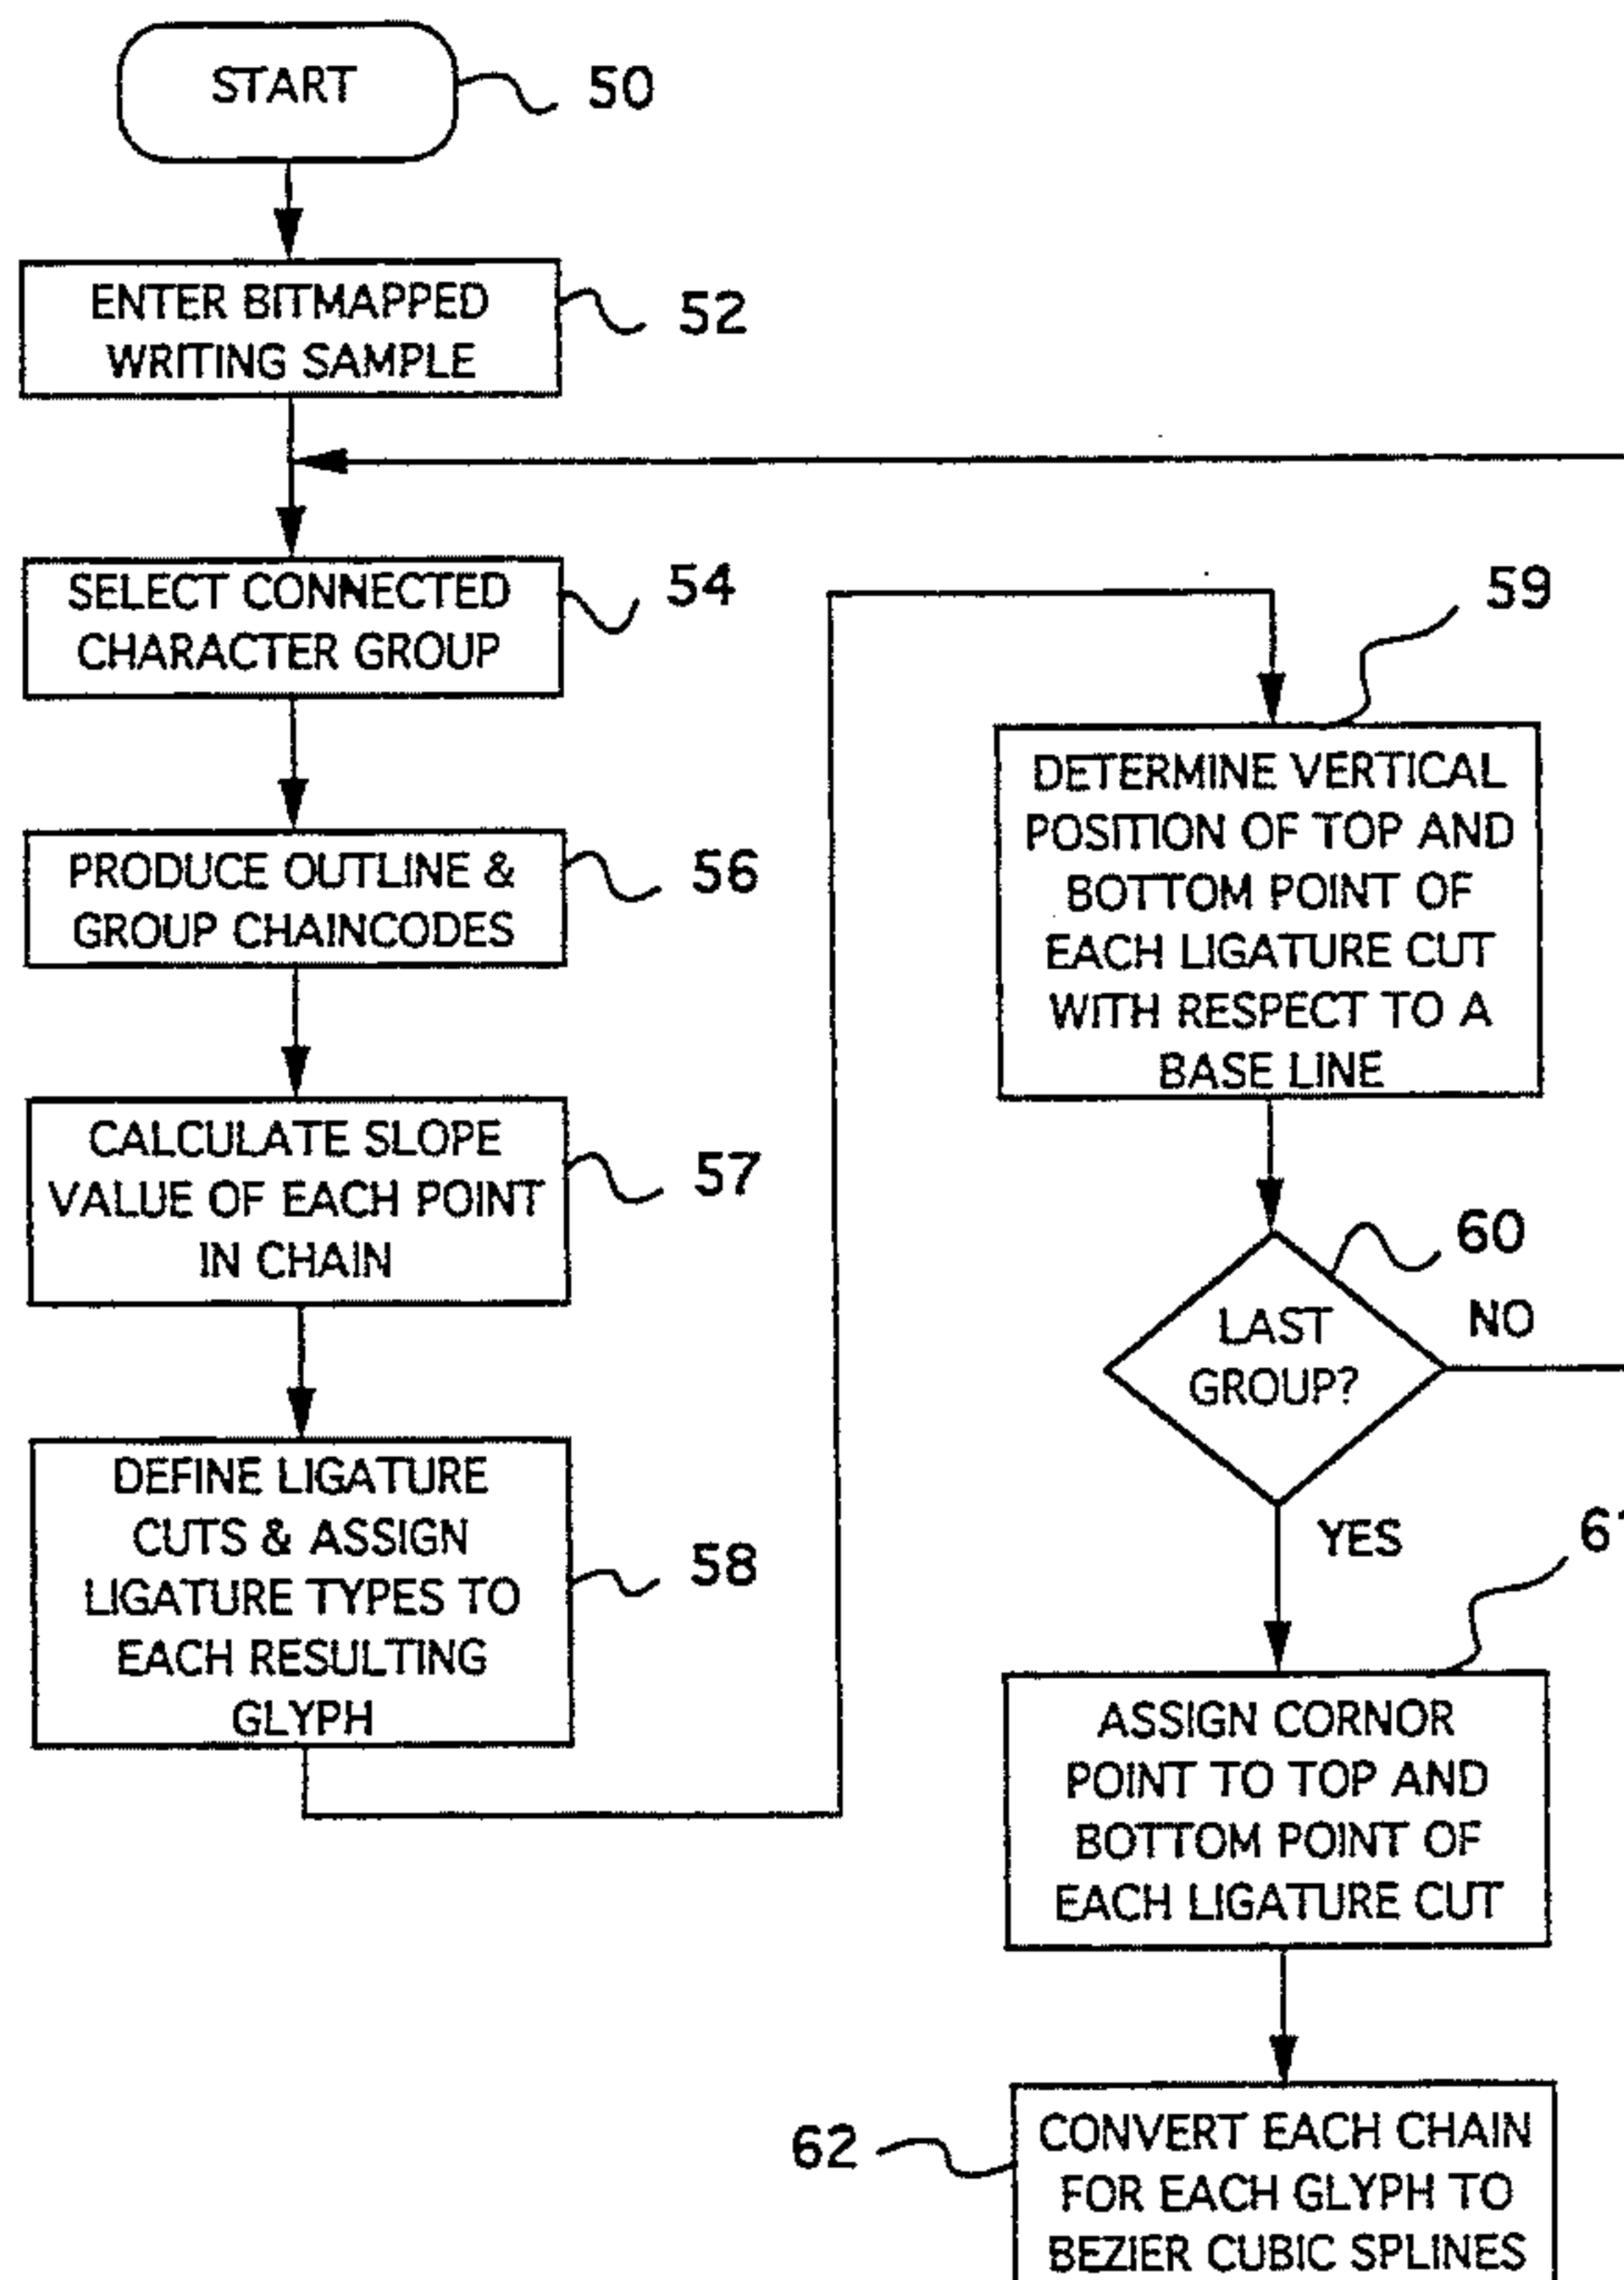 START
50
ENTER BITMAPPED
WRITING SAMPLE
52
SELECT CONNECTED
CHARACTER GROUP
54
PRODUCE OUTLINE &
GROUP CHAINCODES
56
CALCULATE SLOPE
VALUE OF EACH POINT
IN CHAIN
57
DEFINE LIGATURE
CUTS & ASSIGN
LIGATURE TYPES TO
EACH RESULTING
GLYPH
58
59
DETERMINE VERTICAL
POSITION OF TOP AND
BOTTOM POINT OF
EACH LIGATURE CUT
WITH RESPECT TO A
BASE LINE
60
LAST
GROUP?
NO
YES
61
ASSIGN CORNOR
POINT TO TOP AND
BOTTOM POINT OF
EACH LIGATURE CUT
62
CONVERT EACH CHAIN
FOR EACH GLYPH TO
BEZIER CUBIC SPLINES